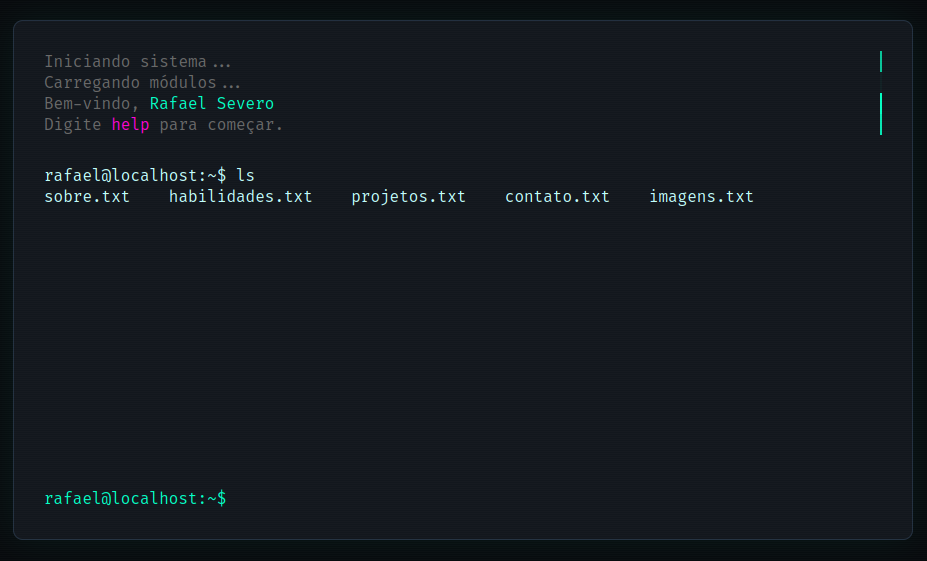 Iniciando sistema...
Carregando módulos...
Bem-vindo, Rafael Severo
Digite help para começar.
rafael@localhost:~$ ls
sobre.txt    habilidades.txt    projetos.txt    contato.txt    imagens.txt
rafael@localhost:~$